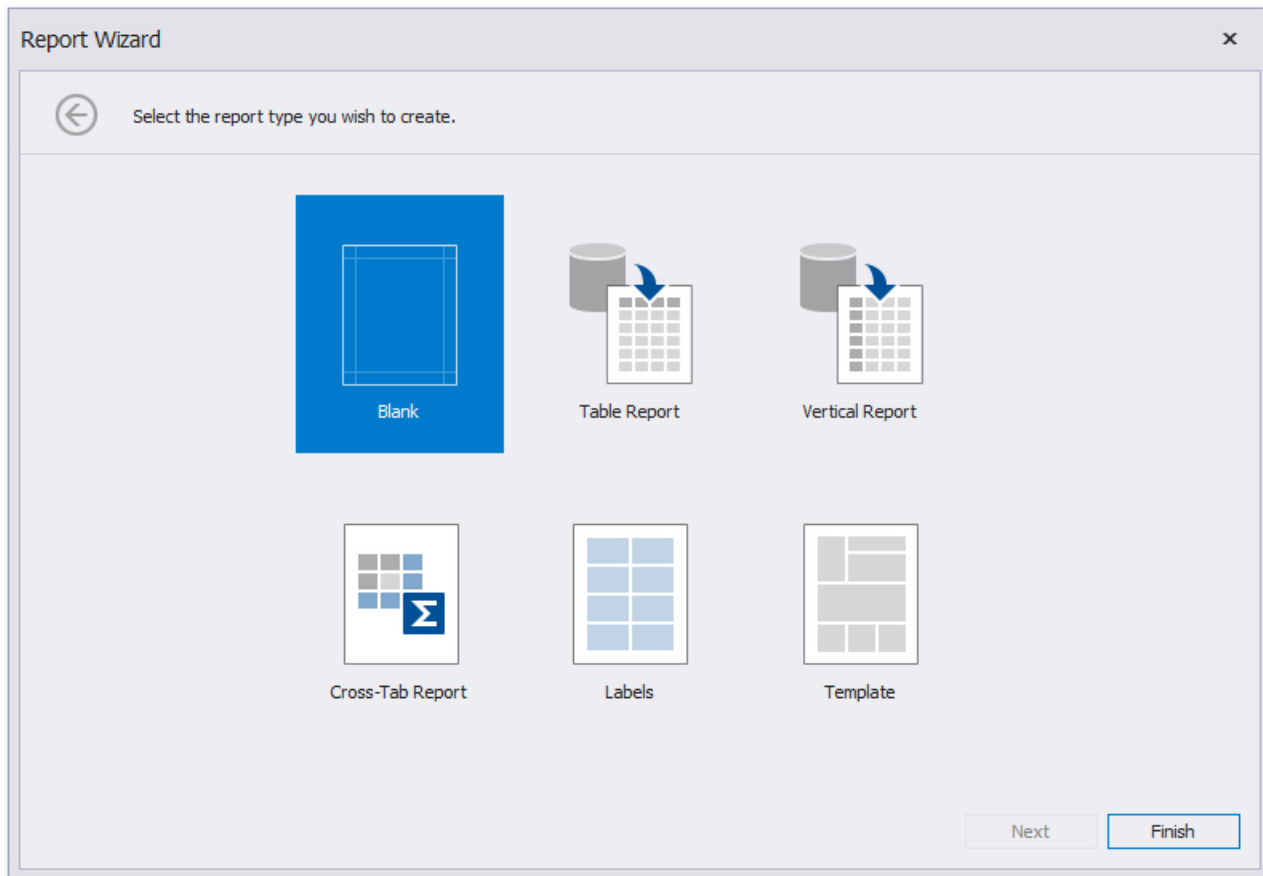 Report Wizard
Select the report type you wish to create.
Blank
Table Report
Vertical Report
Cross-Tab Report
Labels
Template
Next
Finish